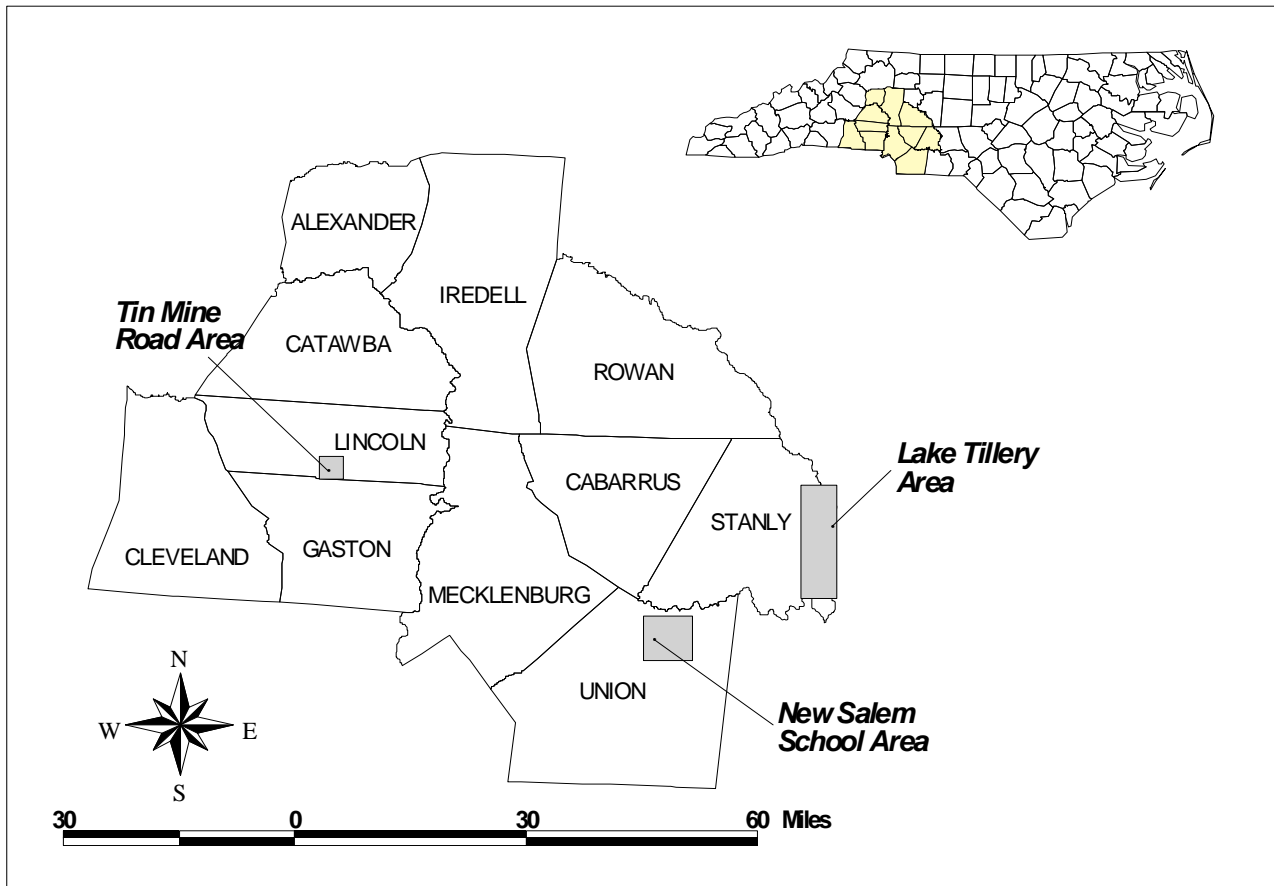 ALEXANDER
IREDELL
Tin Mine
Road Area
CATAWBA
ROWAN
LINCOLN
Lake Tillery
Area
CABARRUS
STANLY
CLEVELAND
GASTON
MECKLENBURG
UNION
New Salem
School Area
N
W
E
S
30
0
30
60
Miles